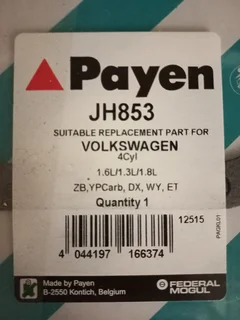 Payen
JH853
SUITABLE REPLACEMENT PART FOR
VOLKSWAGEN
4Cyl
1.6L/1.3L/1.8L
ZB,YPCarb, DX, WY, ET
Quantity 1
12515
4 044197 166374
PAGKL01
Made by Payen
B-2550 Kontich, Belgium
FEDERAL
MOGUL